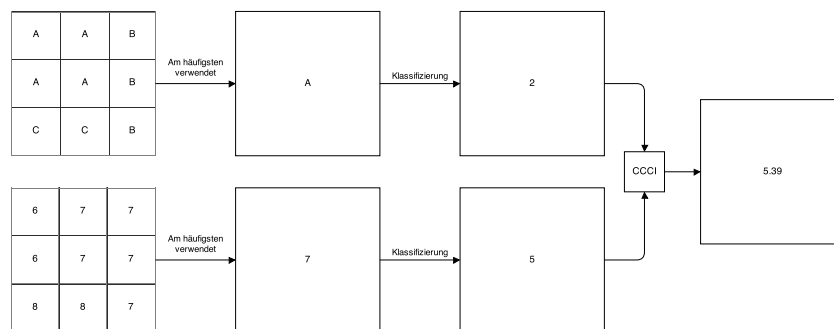 A A B
Am häufigsten
verwendet
A A B
A
Klassifizierung
2
C C B
CCCI
5.39
6 7 7
Am häufigsten
verwendet
6 7 7
7
Klassifizierung
5
8 8 7